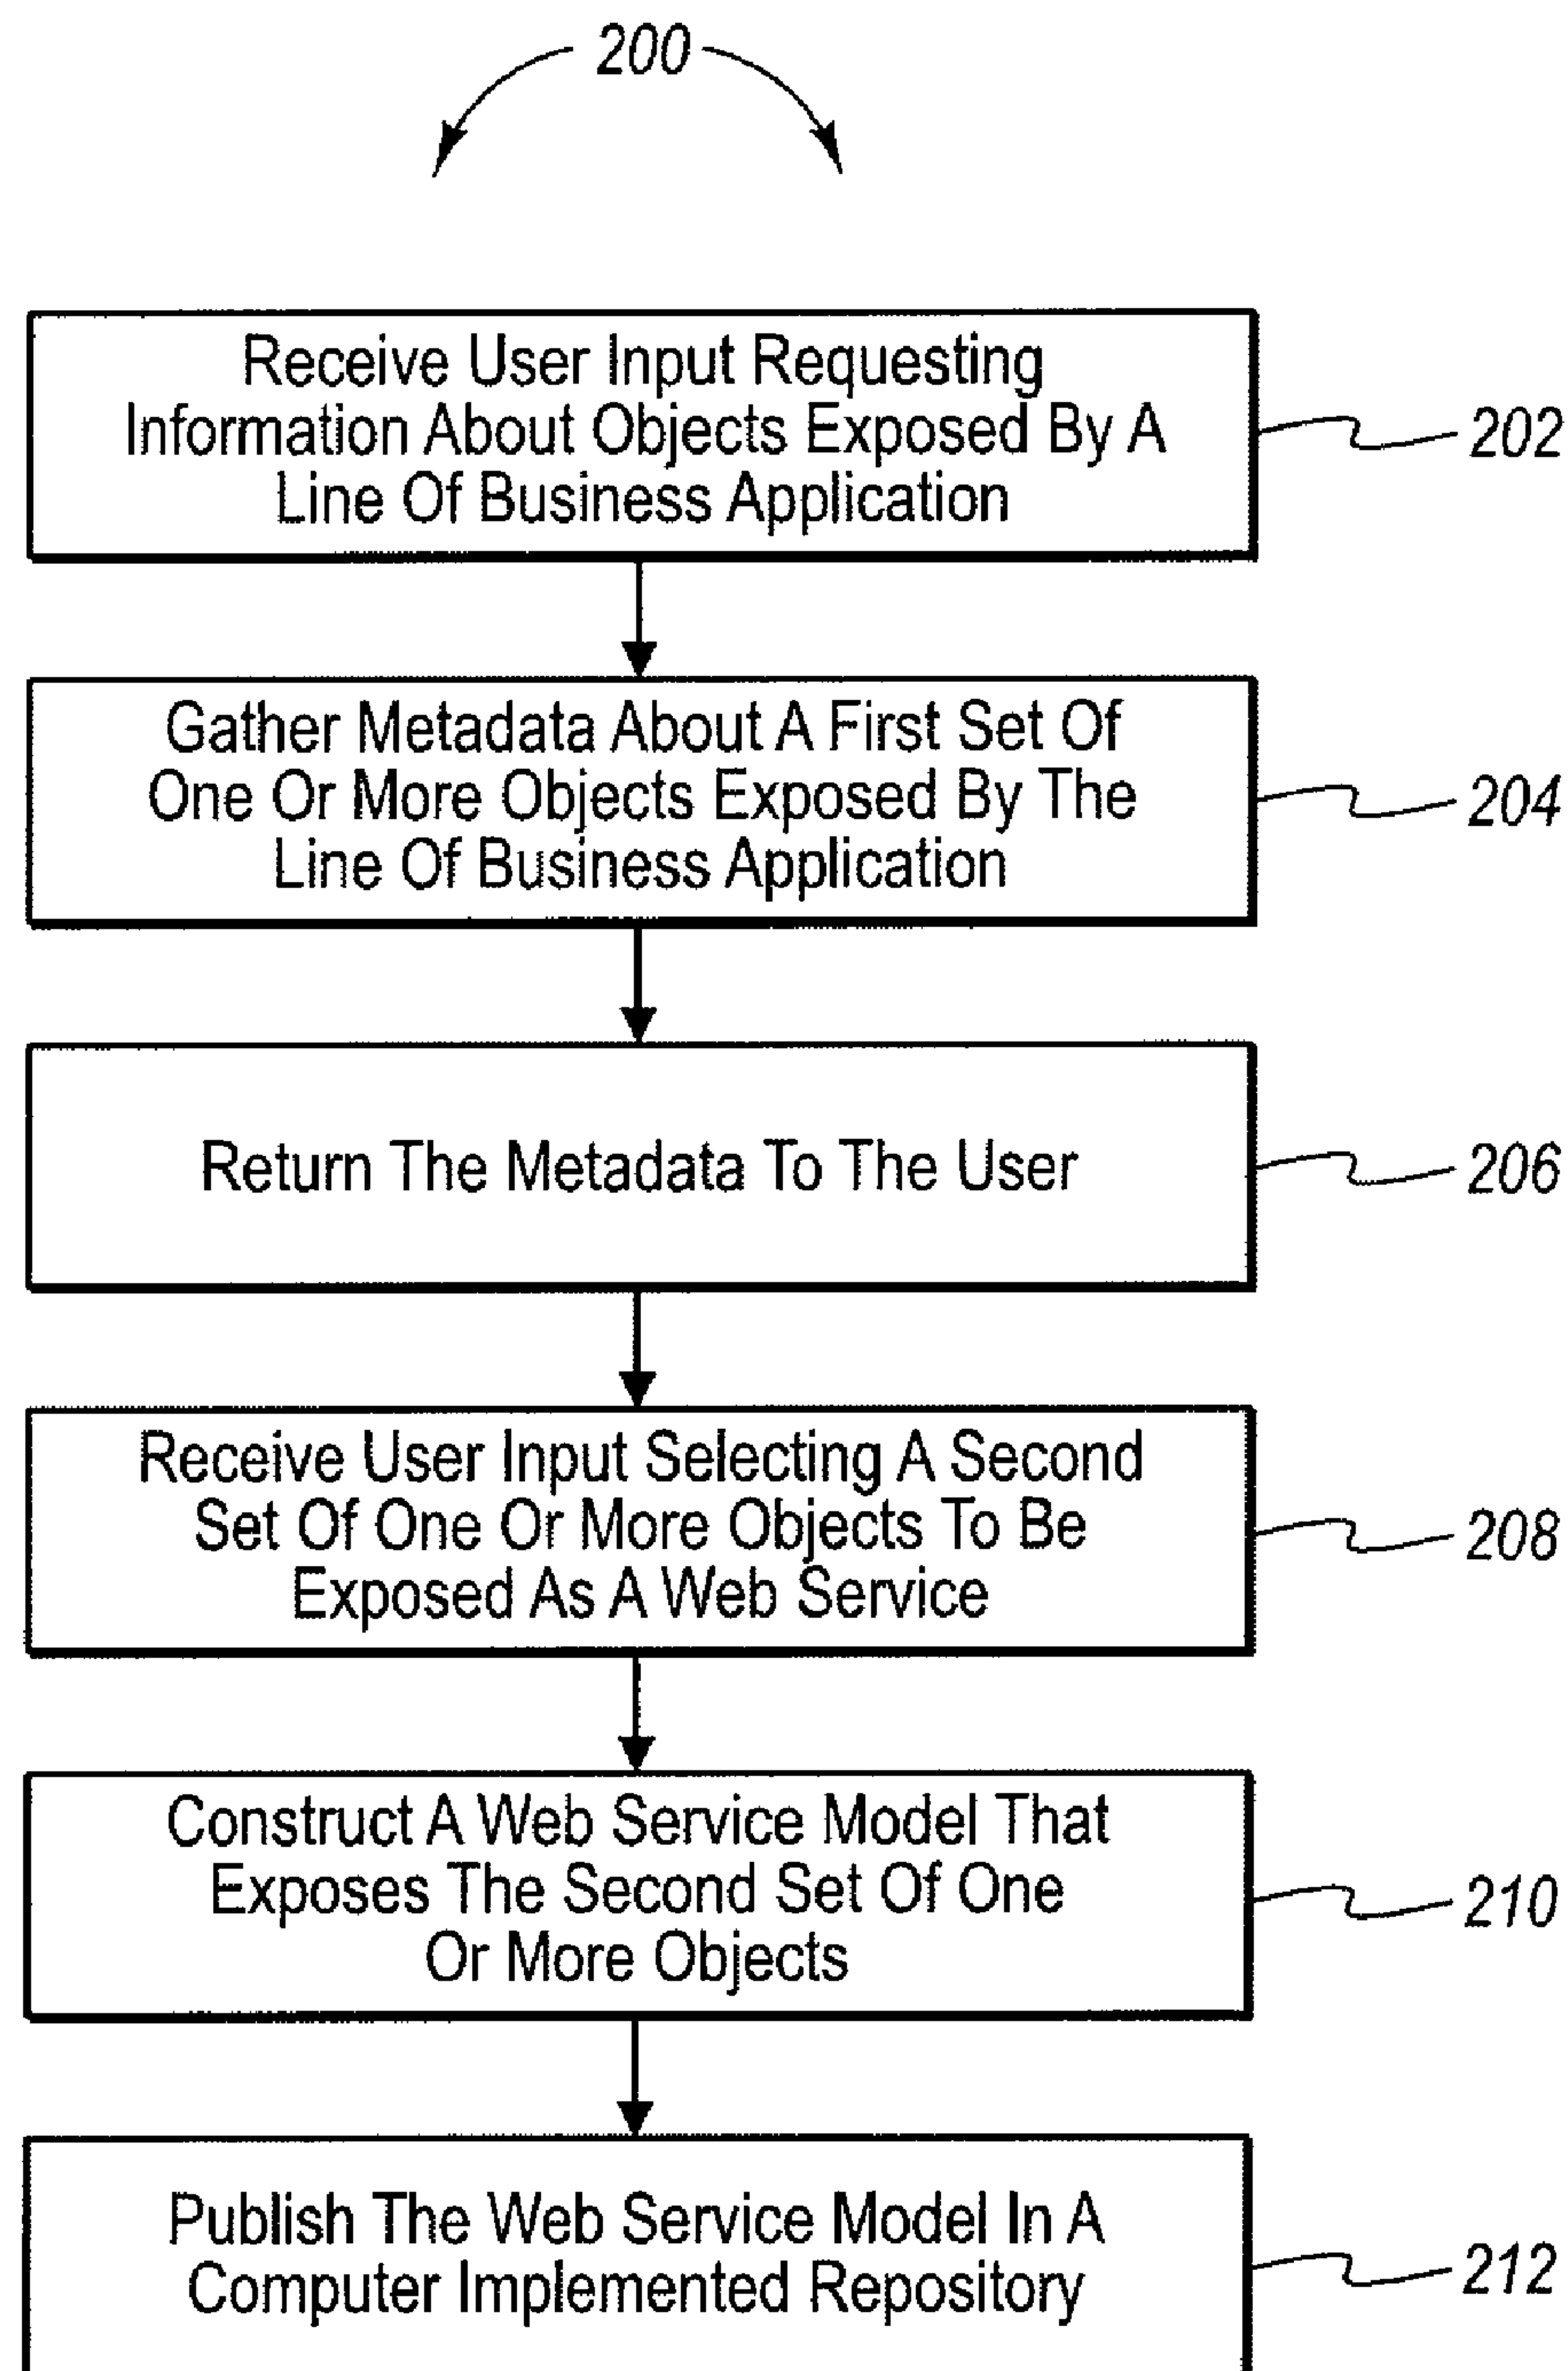 200
Receive User Input Requesting
Information About Objects Exposed By A
Line Of Business Application
202
Gather Metadata About A First Set Of
One Or More Objects Exposed By The
Line Of Business Application
204
Return The Metadata To The User
206
Receive User Input Selecting A Second
Set Of One Or More Objects To Be
Exposed As A Web Service
208
Construct A Web Service Model That
Exposes The Second Set Of One
Or More Objects
210
Publish The Web Service Model In A
Computer Implemented Repository
212